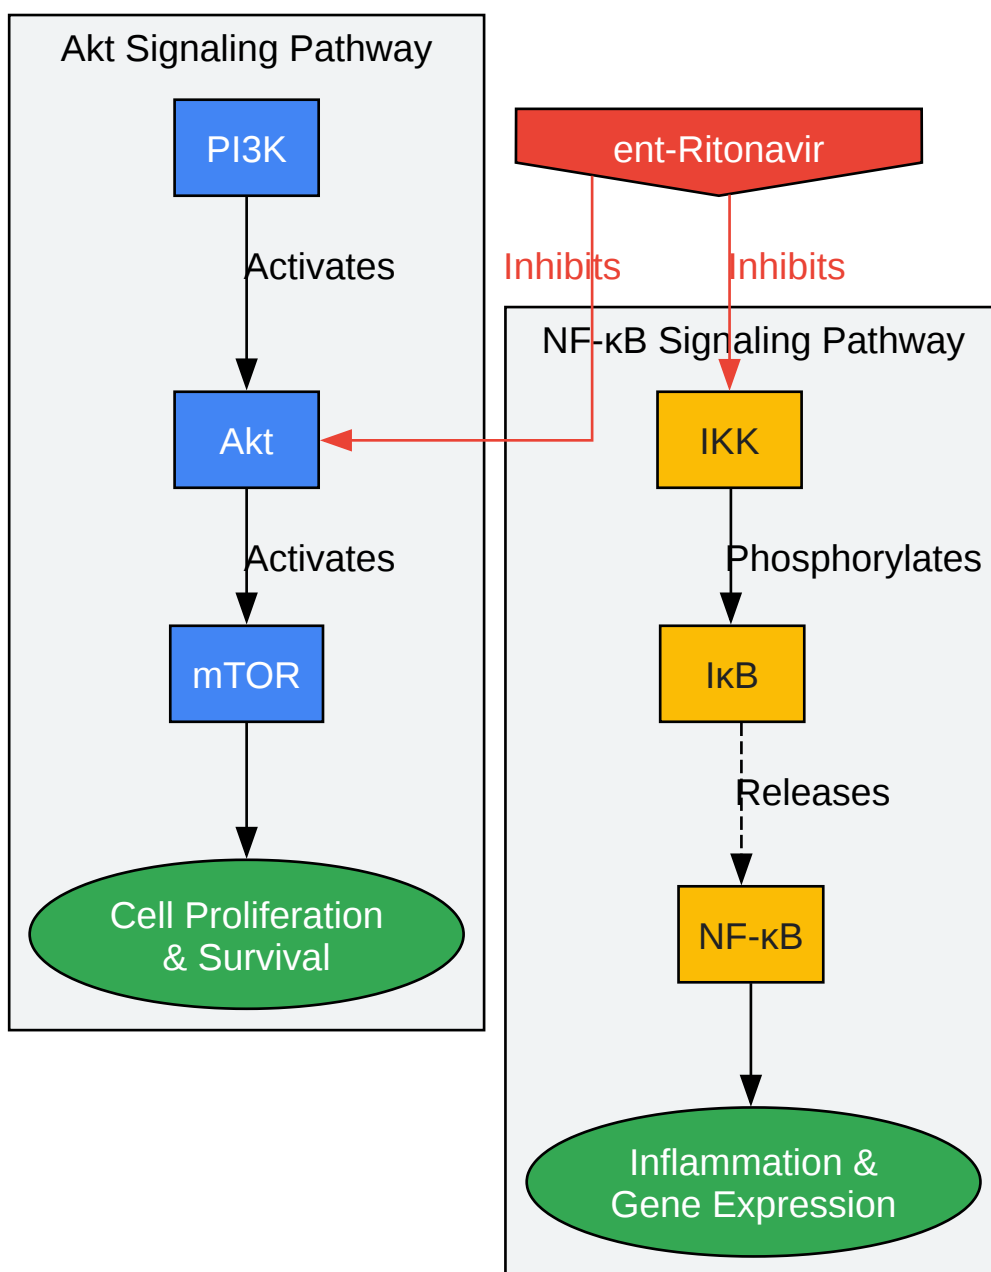 Akt Signaling Pathway
PI3K
ent-Ritonavir
Activates
Inhibits
Inhibits
NF-κB Signaling Pathway
Akt
IKK
Activates
Phosphorylates
mTOR
IκB
Releases
Cell Proliferation
& Survival
NF-κB
Inflammation &
Gene Expression